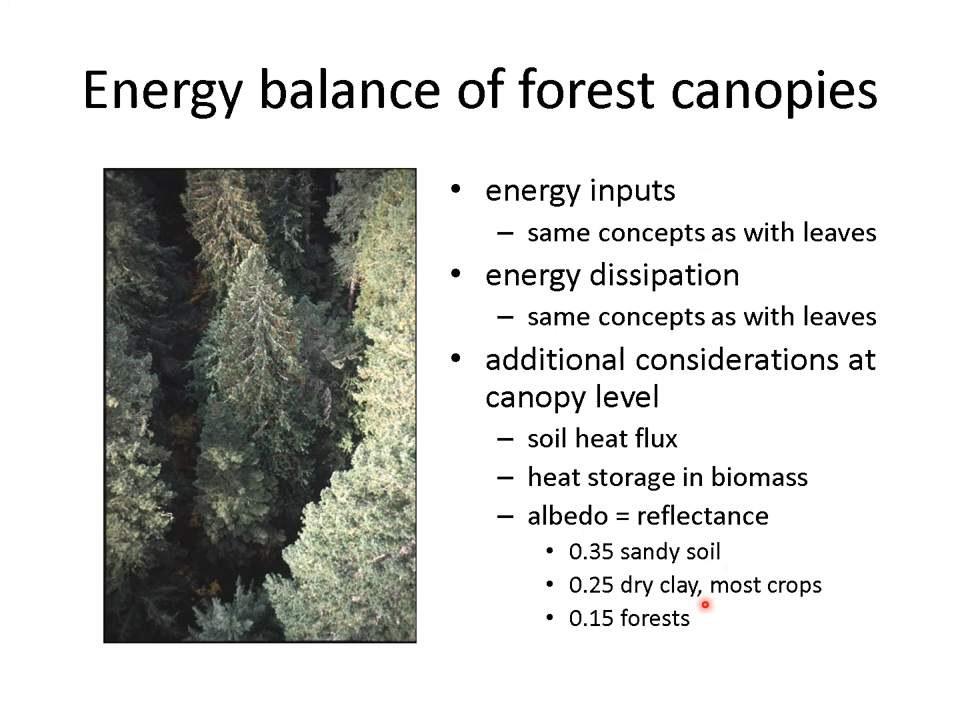 Energy balance of forest canopies
• energy inputs
– same concepts as with leaves
• energy dissipation
– same concepts as with leaves
• additional considerations at
canopy level
– soil heat flux
– heat storage in biomass
– albedo = reflectance
• 0.35 sandy soil
• 0.25 dry clay, most crops
• 0.15 forests